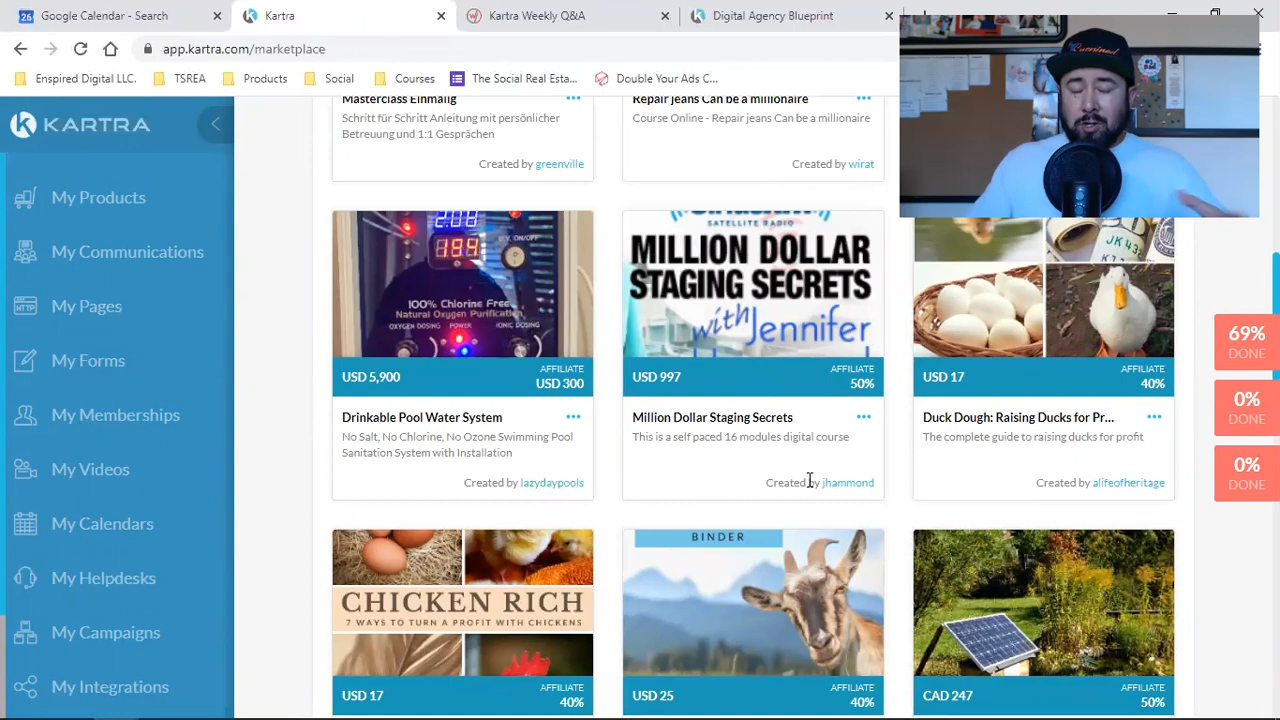 Google Calendar - Search
Kartra
Kartra Weekly Q&A
Digital Agency Blueprint
app.kartra.com/marketplace
Enspired Digital LLC.
TSREA
Products
Social
Courses
The Social Real Esta...
Double Your Ads C...
KARTRA
My Products
My Communications
My Pages
My Forms
My Memberships
My Videos
My Calendars
My Helpdesks
My Campaigns
My Integrations
Masterclass Einmalig
Schritt für Schritt Anleitung mit persönlicher
Betreuung und 1:1 Gesprächen
Created by greenville
Repair jeans Can be a millionaire
Course Online - Repair jeans Can be a millionaire
Created by wirat
199
REV. ON/OFF
100% Chlorine Free
Natural Oxygen Purification
OXYGEN DOSING POWER IONIC DOSING
USD 5,900
AFFILIATE
USD 300
Drinkable Pool Water System
No Salt, No Chlorine, No Ozone Swimming Pool
Sanitation System with Installation
Created by lazydaypools
SATELLITE RADIO
MILLION DOLLAR
STAGING SECRETS
with Jennifer
USD 997
AFFILIATE
50%
Million Dollar Staging Secrets
This is a self paced 16 modules digital course
Created by jhammond
USD 17
AFFILIATE
40%
Duck Dough: Raising Ducks for Pr...
The complete guide to raising ducks for profit
Created by alifeofheritage
CHICKEN RICH
7 WAYS TO TURN A PROFIT WITH CHICKENS
USD 17
AFFILIATE
40%
BINDER
USD 25
AFFILIATE
40%
CAD 247
AFFILIATE
50%
69%
DONE
0%
DONE
0%
DONE